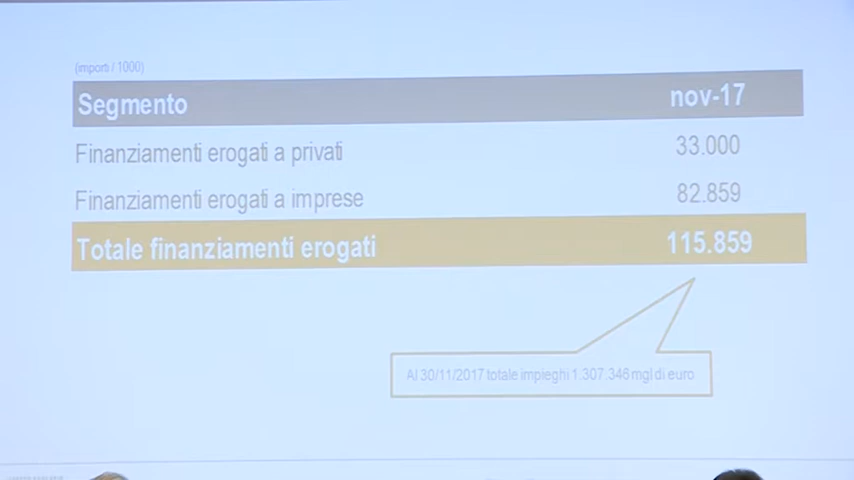 (importi / 1000)
Segmento nov-17
Finanziamenti erogati a privati 33.000
Finanziamenti erogati a imprese 82.859
Totale finanziamenti erogati 115.859
Al 30/11/2017 totale impieghi 1.307.346 mgl di euro